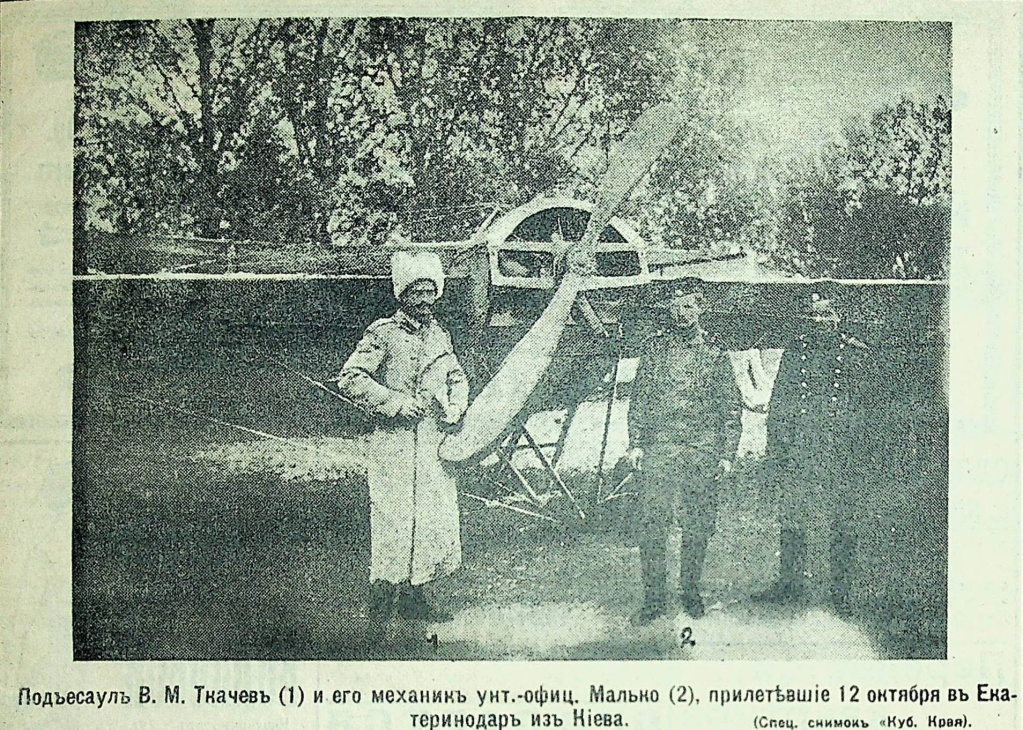 1
2
Подъесаулъ В. М. Ткачевъ (1) и его механикъ унт.-офиц. Малько (2), прилетѣвшіе 12 октября въ Ека-
теринодаръ изъ Кіева. (Спец. снимокъ «Куб. Края).